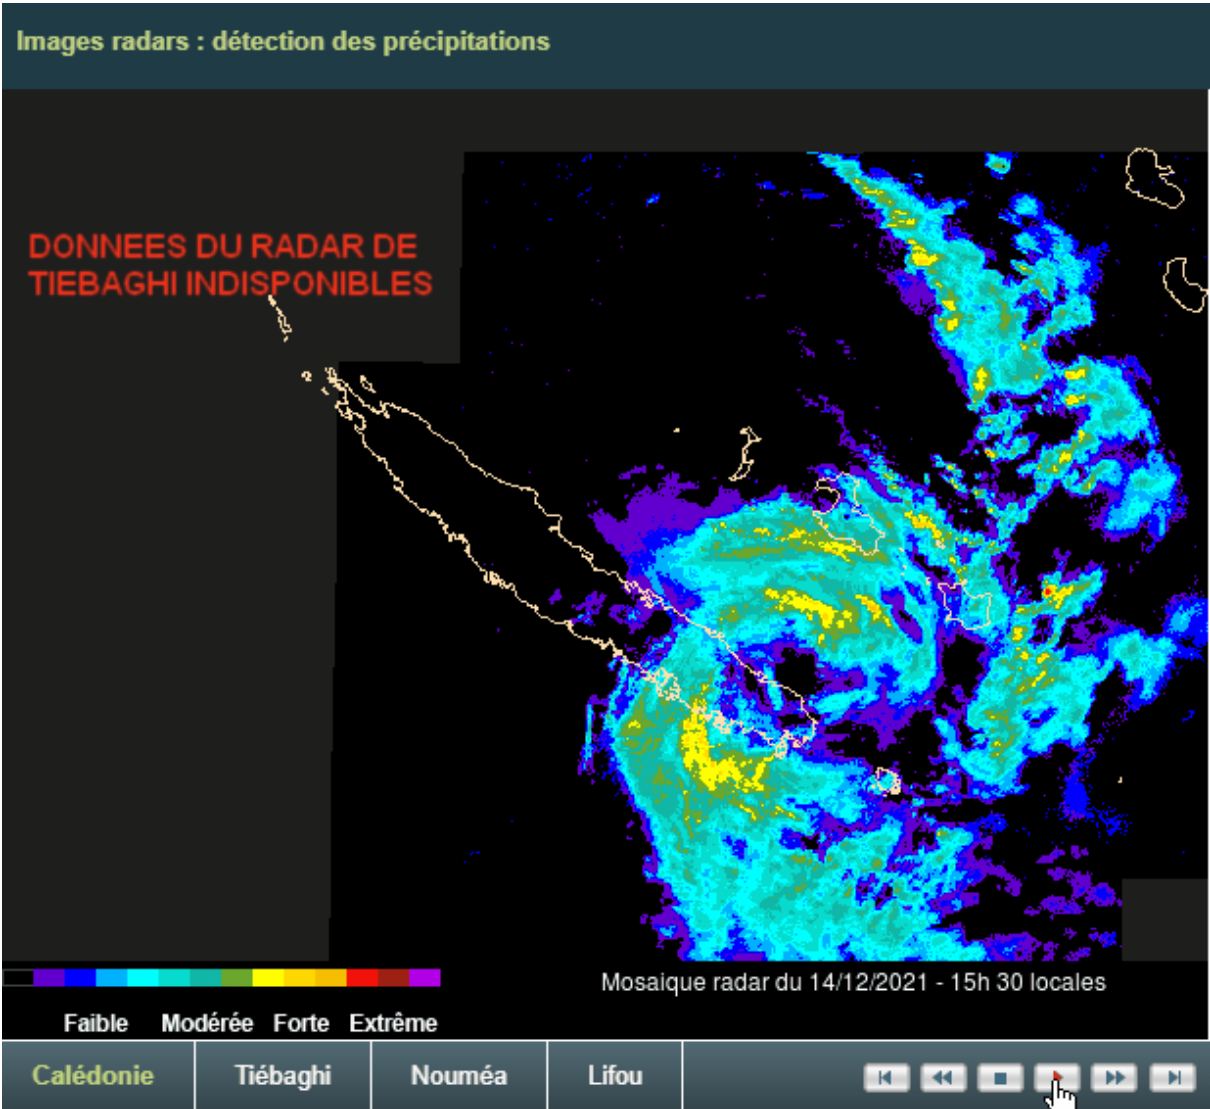 Images radars : détection des précipitations
DONNEES DU RADAR DE
TIEBAGHI INDISPONIBLES
Mosaique radar du 14/12/2021 - 15h 30 locales
Faible Modérée Forte Extrême
Calédonie Tiébaghi Nouméa Lifou